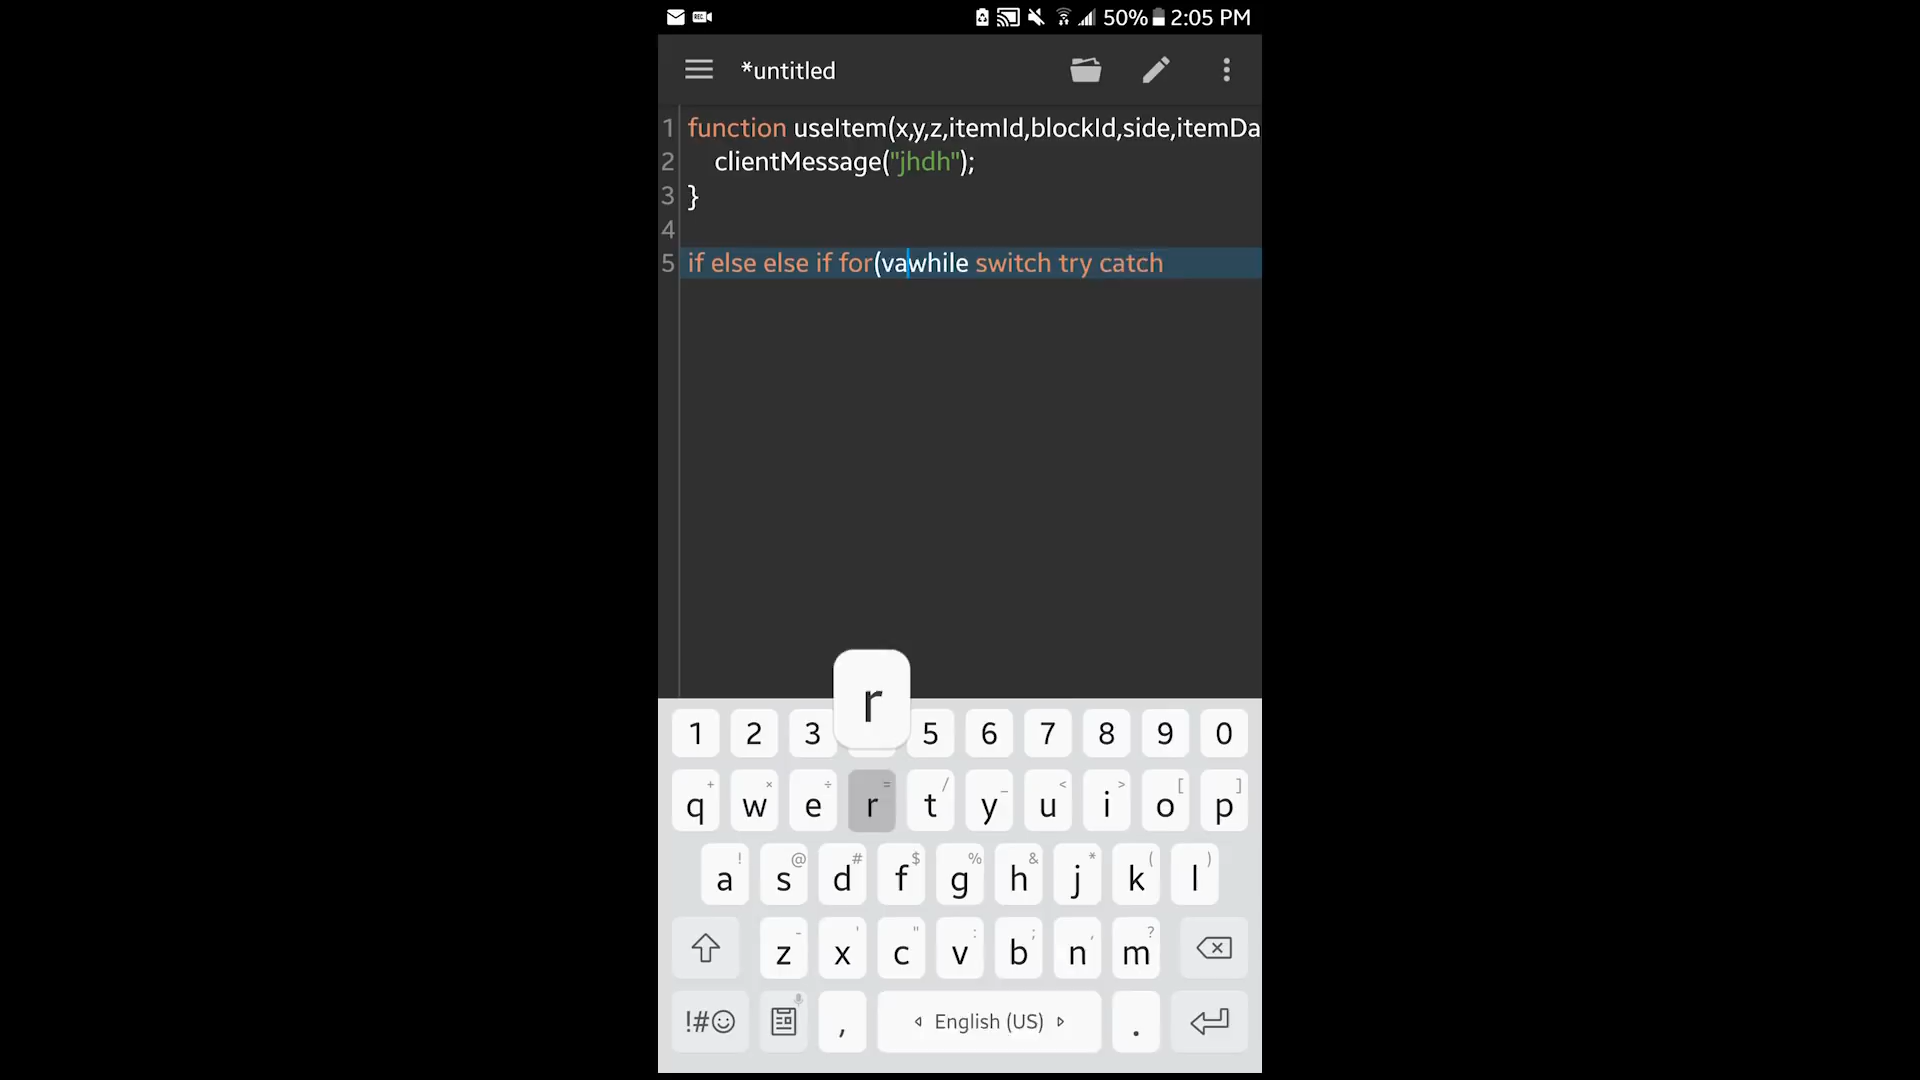 REC 50% 2:05 PM
*untitled
1 function useItem(x,y,z,itemId,blockId,side,itemDa
2 clientMessage("jhdh");
3 }
4
5 if else else if for(vawhile switch try catch
r
1 2 3 5 6 7 8 9 0
+ × ÷ = / _ < > [ ]
q w e r t y u i o p
! @ # $ % & * ( )
a s d f g h j k l
- ' " : ; , ?
z x c v b n m
!#☺ , English (US) .